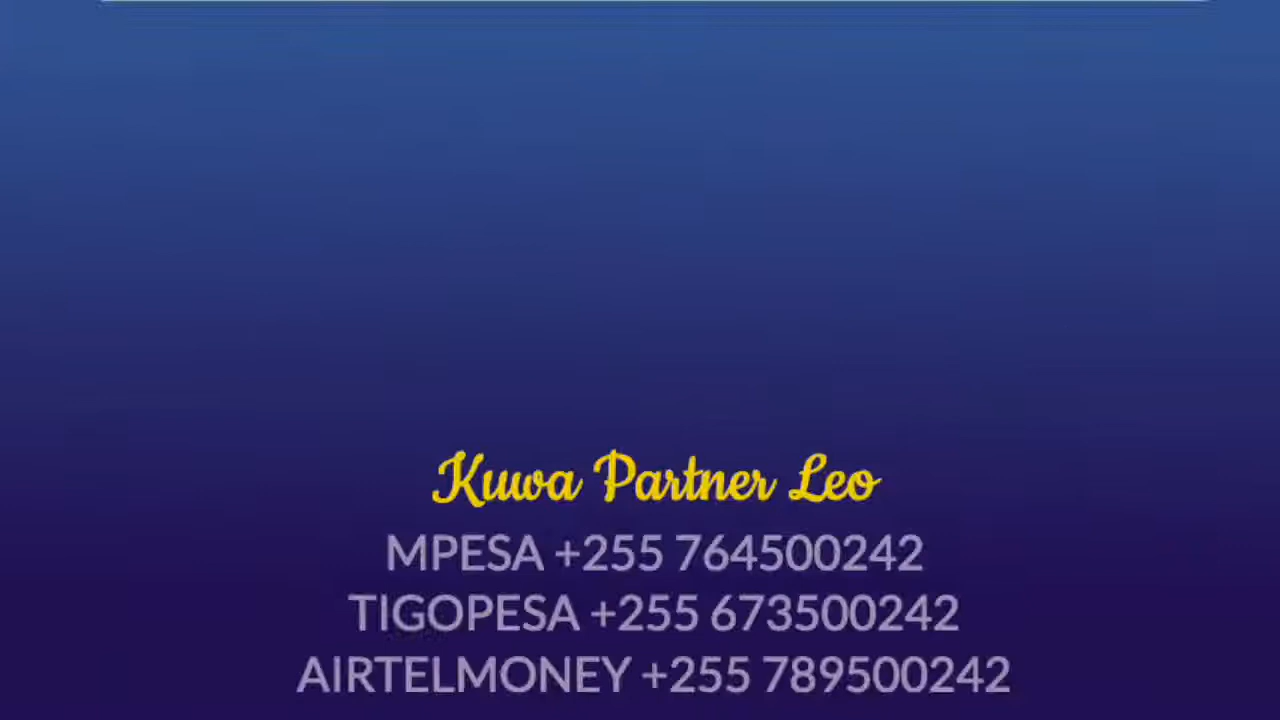 Kuwa Partner Leo
MPESA +255 764500242
TIGOPESA +255 673500242
AIRTELMONEY +255 789500242